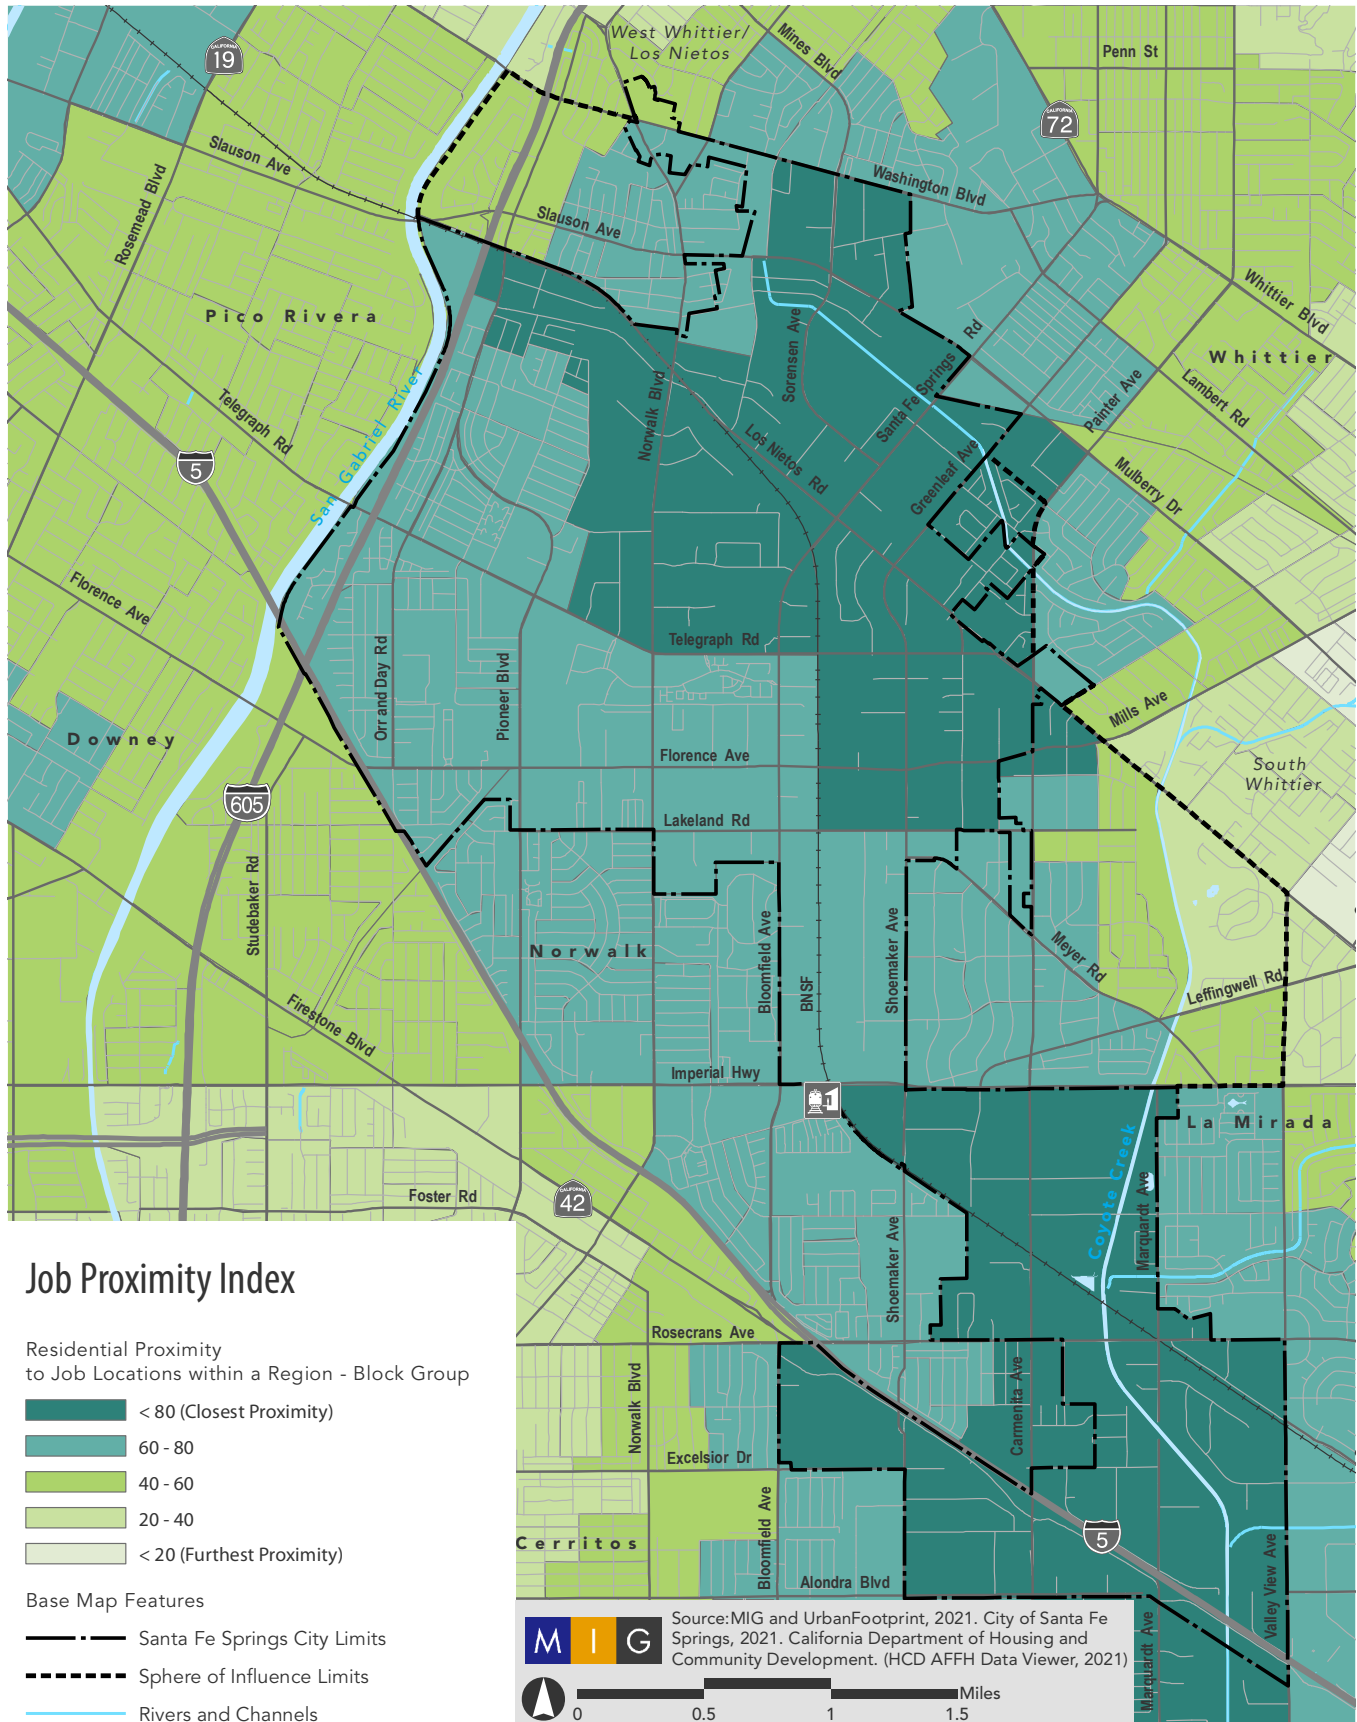 West Whittier/
Los Nietos
Mines Blvd
Penn St
CALIFORNIA
19
CALIFORNIA
72
Slauson Ave
Rosemead Blvd
Washington Blvd
Slauson Ave
Whittier Blvd
Pico Rivera
Sorensen Ave
Santa Fe Springs Rd
Whittier
Lambert Rd
Painter Ave
Telegraph Rd
San Gabriel River
Norwalk Blvd
Los Nietos Rd
Greenleaf Ave
Mulberry Dr
5
Florence Ave
Telegraph Rd
Orr and Day Rd
Pioneer Blvd
Mills Ave
Downey
Florence Ave
South
Whittier
605
Lakeland Rd
Studebaker Rd
Norwalk
Bloomfield Ave
BNSF
Shoemaker Ave
Meyer Rd
Leffingwell Rd
Firestone Blvd
Imperial Hwy
La Mirada
Coyote Creek
Marquardt Ave
Foster Rd
CALIFORNIA
42
Shoemaker Ave
Rosecrans Ave
Norwalk Blvd
Carmenita Ave
Excelsior Dr
Bloomfield Ave
5
Cerritos
Valley View Ave
Alondra Blvd
Marquardt Ave
Job Proximity Index
Residential Proximity
to Job Locations within a Region - Block Group
< 80 (Closest Proximity)
60 - 80
40 - 60
20 - 40
< 20 (Furthest Proximity)
Base Map Features
Santa Fe Springs City Limits
Sphere of Influence Limits
Rivers and Channels
M I G
Source:MIG and UrbanFootprint, 2021. City of Santa Fe
Springs, 2021. California Department of Housing and
Community Development. (HCD AFFH Data Viewer, 2021)
Miles
0 0.5 1 1.5